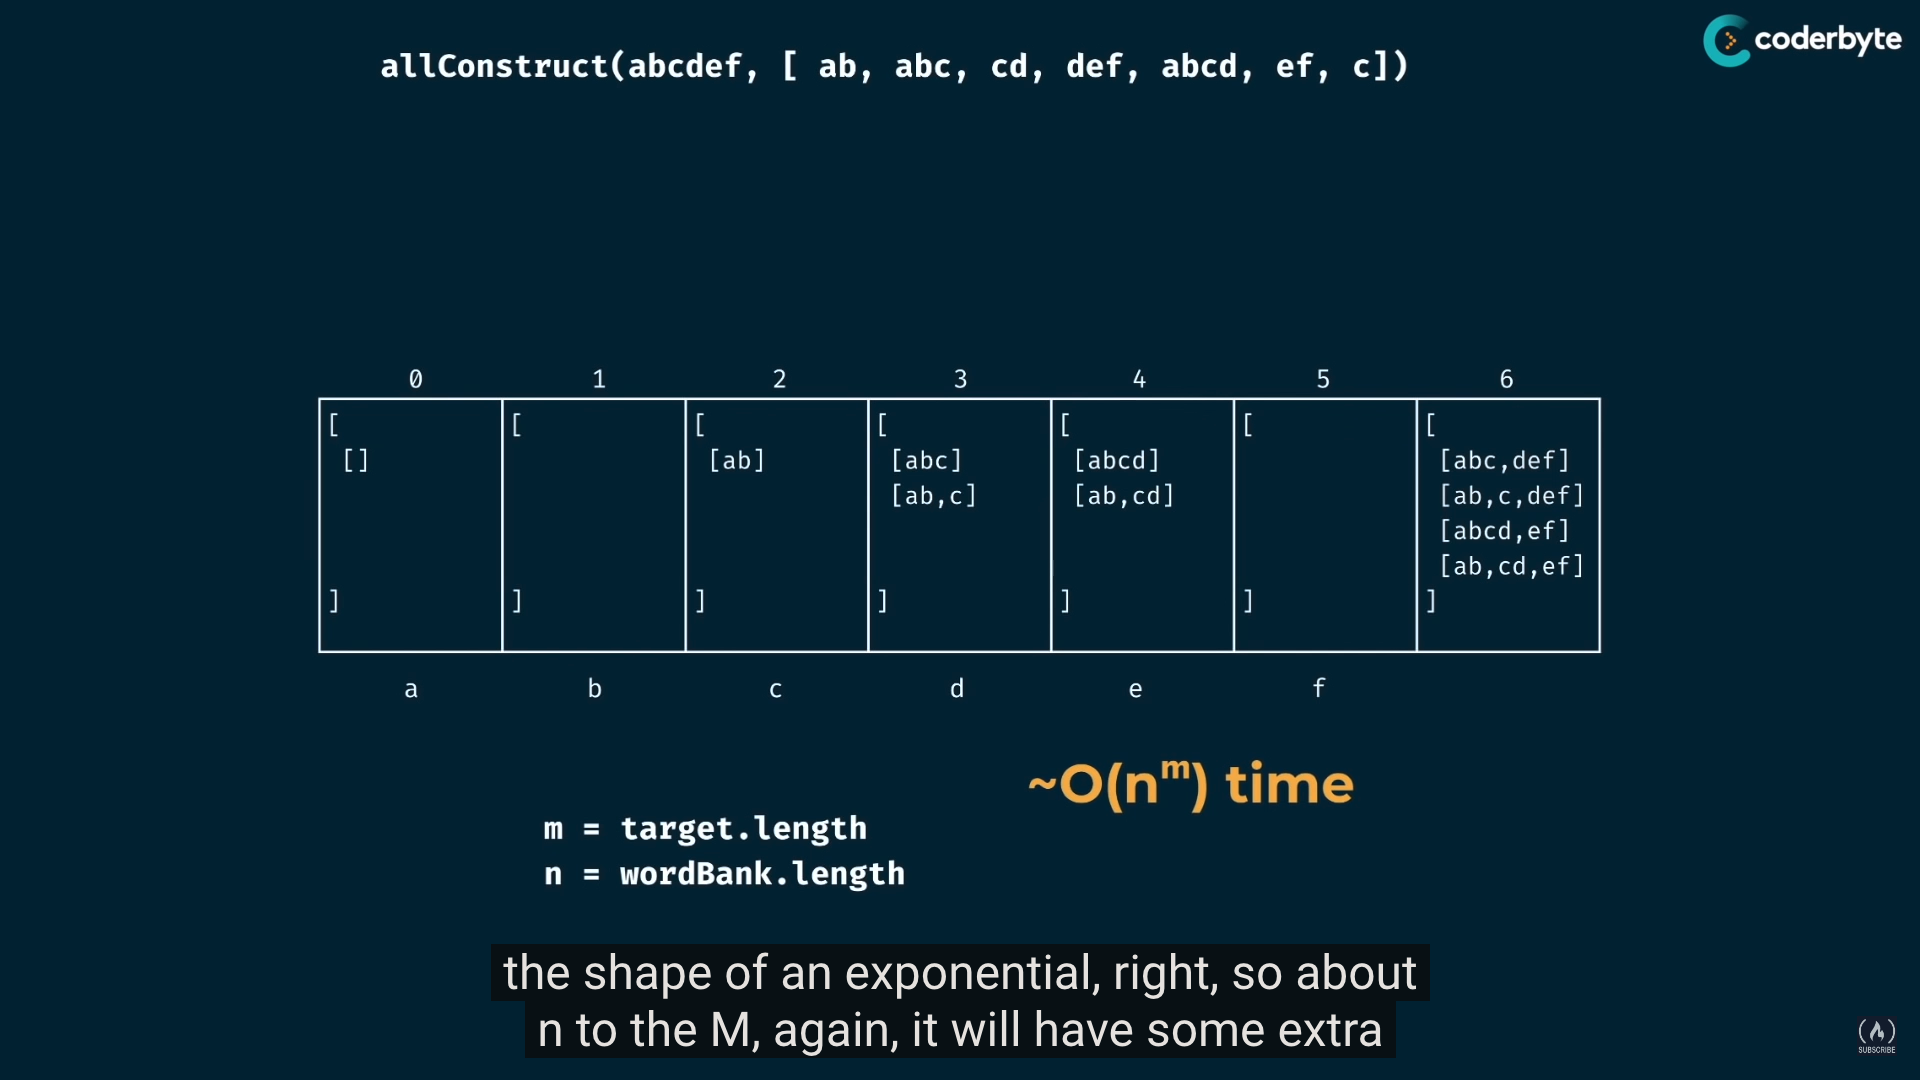 coderbyte
allConstruct(abcdef, [ ab, abc, cd, def, abcd, ef, c])
0 1 2 3 4 5 6
[ [ [ [ [ [ [
[] [ab] [abc] [abcd] [abc,def]
[ab,c] [ab,cd] [ab,c,def]
[abcd,ef]
[ab,cd,ef]
] ] ] ] ] ] ]
a b c d e f
~O(nᵐ) time
m = target.length
n = wordBank.length
the shape of an exponential, right, so about
n to the M, again, it will have some extra
SUBSCRIBE